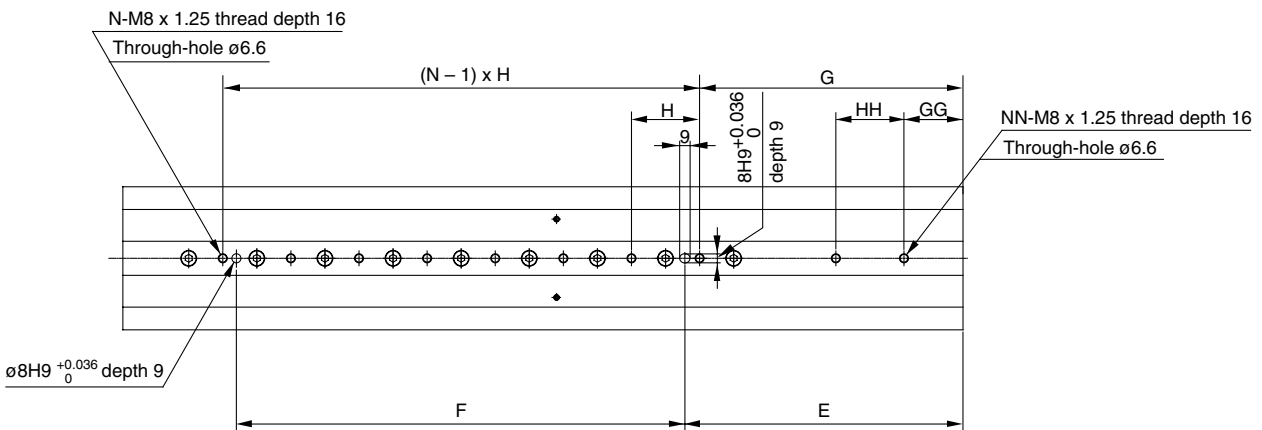 N-M8 x 1.25 thread depth 16
Through-hole ø6.6
(N – 1) x H
G
H
HH
GG
9
8H9 +0.036 0
depth 9
NN-M8 x 1.25 thread depth 16
Through-hole ø6.6
ø8H9 +0.036 0 depth 9
F
E